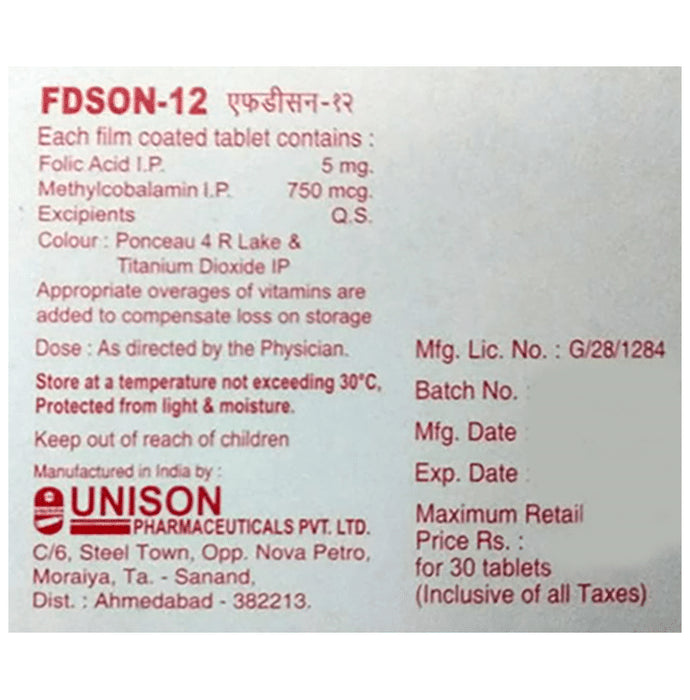 FDSON-12 एफडीसन-१२
Each film coated tablet contains :
Folic Acid I.P. 5 mg.
Methylcobalamin I.P. 750 mcg.
Excipients Q.S.
Colour : Ponceau 4 R Lake &
Titanium Dioxide IP
Appropriate overages of vitamins are
added to compensate loss on storage
Dose : As directed by the Physician.
Store at a temperature not exceeding 30°C,
Protected from light & moisture.
Keep out of reach of children
Manufactured in India by :
UNISON
PHARMACEUTICALS PVT. LTD.
C/6, Steel Town, Opp. Nova Petro,
Moraiya, Ta. - Sanand,
Dist. : Ahmedabad - 382213.
Mfg. Lic. No. : G/28/1284
Batch No.
Mfg. Date
Exp. Date
Maximum Retail
Price Rs. :
for 30 tablets
(Inclusive of all Taxes)